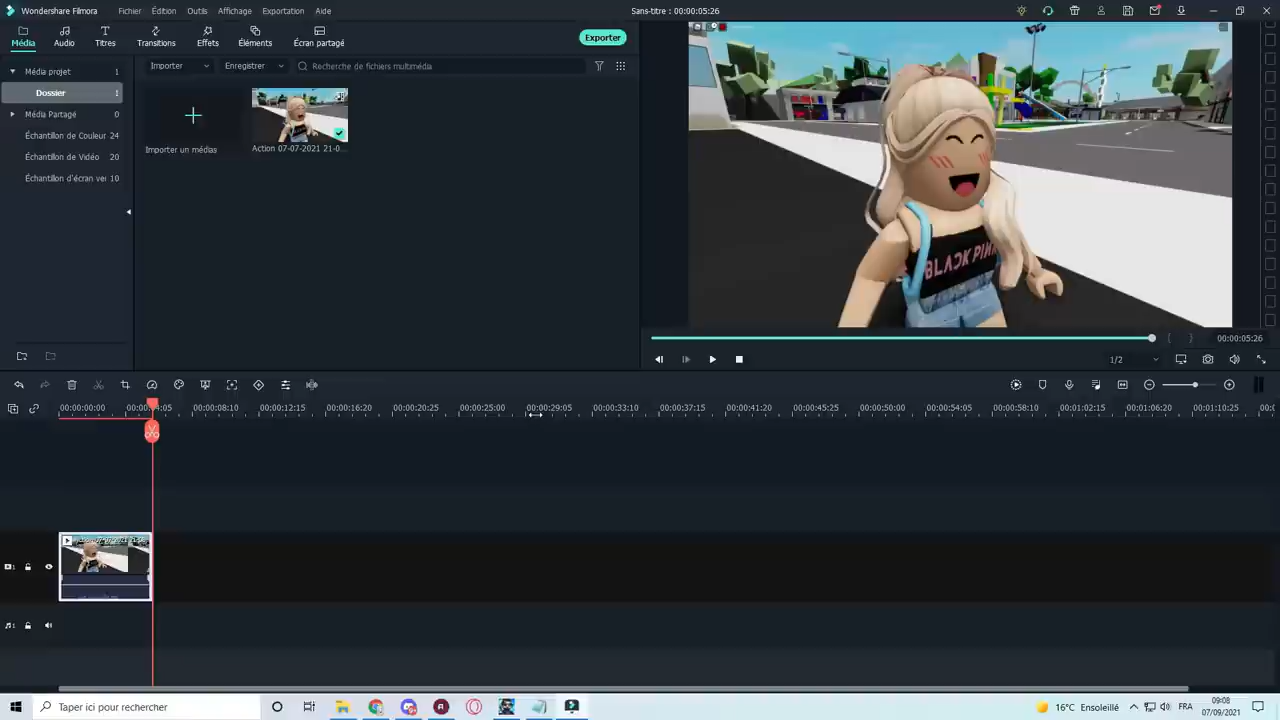 Wondershare Filmora
Fichier Édition Outils Affichage Exportation Aide
Sans-titre : 00:00:05:26
Média Audio Titres Transitions Effets Éléments Écran partagé
Exporter
Média projet 1
Dossier 1
Média Partagé 0
Échantillon de Couleur 24
Échantillon de Vidéo 20
Échantillon d'écran ver 10
Importer
Enregistrer
Recherche de fichiers multimédia
Importer un médias
Action 07-07-2021 21-0...
BLACK PINK
00:00:05:26
1/2
00:00:00:00
00:00:08:10
00:00:12:15
00:00:16:20
00:00:20:25
00:00:25:00
00:00:29:05
00:00:33:10
00:00:37:15
00:00:41:20
00:00:45:25
00:00:50:00
00:00:54:05
00:00:58:10
00:01:02:15
00:01:06:20
00:01:10:25
Taper ici pour rechercher
16°C Ensoleillé
FRA
09:08
07/09/2021